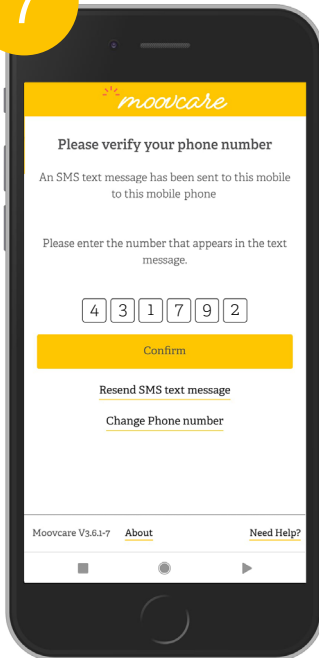 7
moovcare
Please verify your phone number
An SMS text message has been sent to this mobile
to this mobile phone
Please enter the number that appears in the text
message.
4 3 1 7 9 2
Confirm
Resend SMS text message
Change Phone number
Moovcare V3.6.1-7 About Need Help?